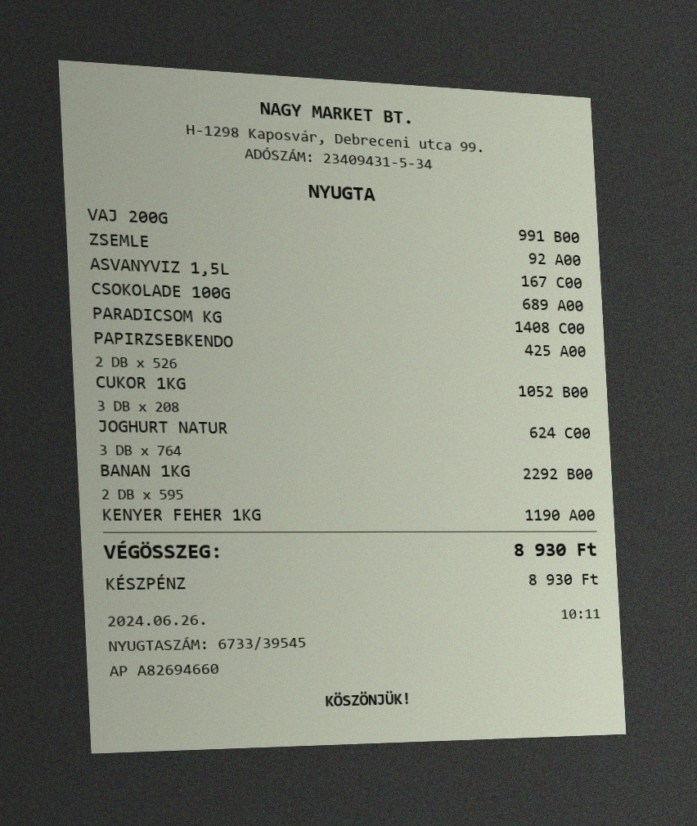 NAGY MARKET BT.
H-1298 Kaposvár, Debreceni utca 99.
ADÓSZÁM: 23409431-5-34
NYUGTA
VAJ 200G 991 B00
ZSEMLE 92 A00
ASVANYVIZ 1,5L 167 C00
CSOKOLADE 100G 689 A00
PARADICSOM KG 1408 C00
PAPIRZSEBKENDO 425 A00
2 DB x 526
CUKOR 1KG 1052 B00
3 DB x 208
JOGHURT NATUR 624 C00
3 DB x 764
BANAN 1KG 2292 B00
2 DB x 595
KENYER FEHER 1KG 1190 A00
VÉGÖSSZEG: 8 930 Ft
KÉSZPÉNZ 8 930 Ft
2024.06.26. 10:11
NYUGTASZÁM: 6733/39545
AP A82694660
KÖSZÖNJÜK!